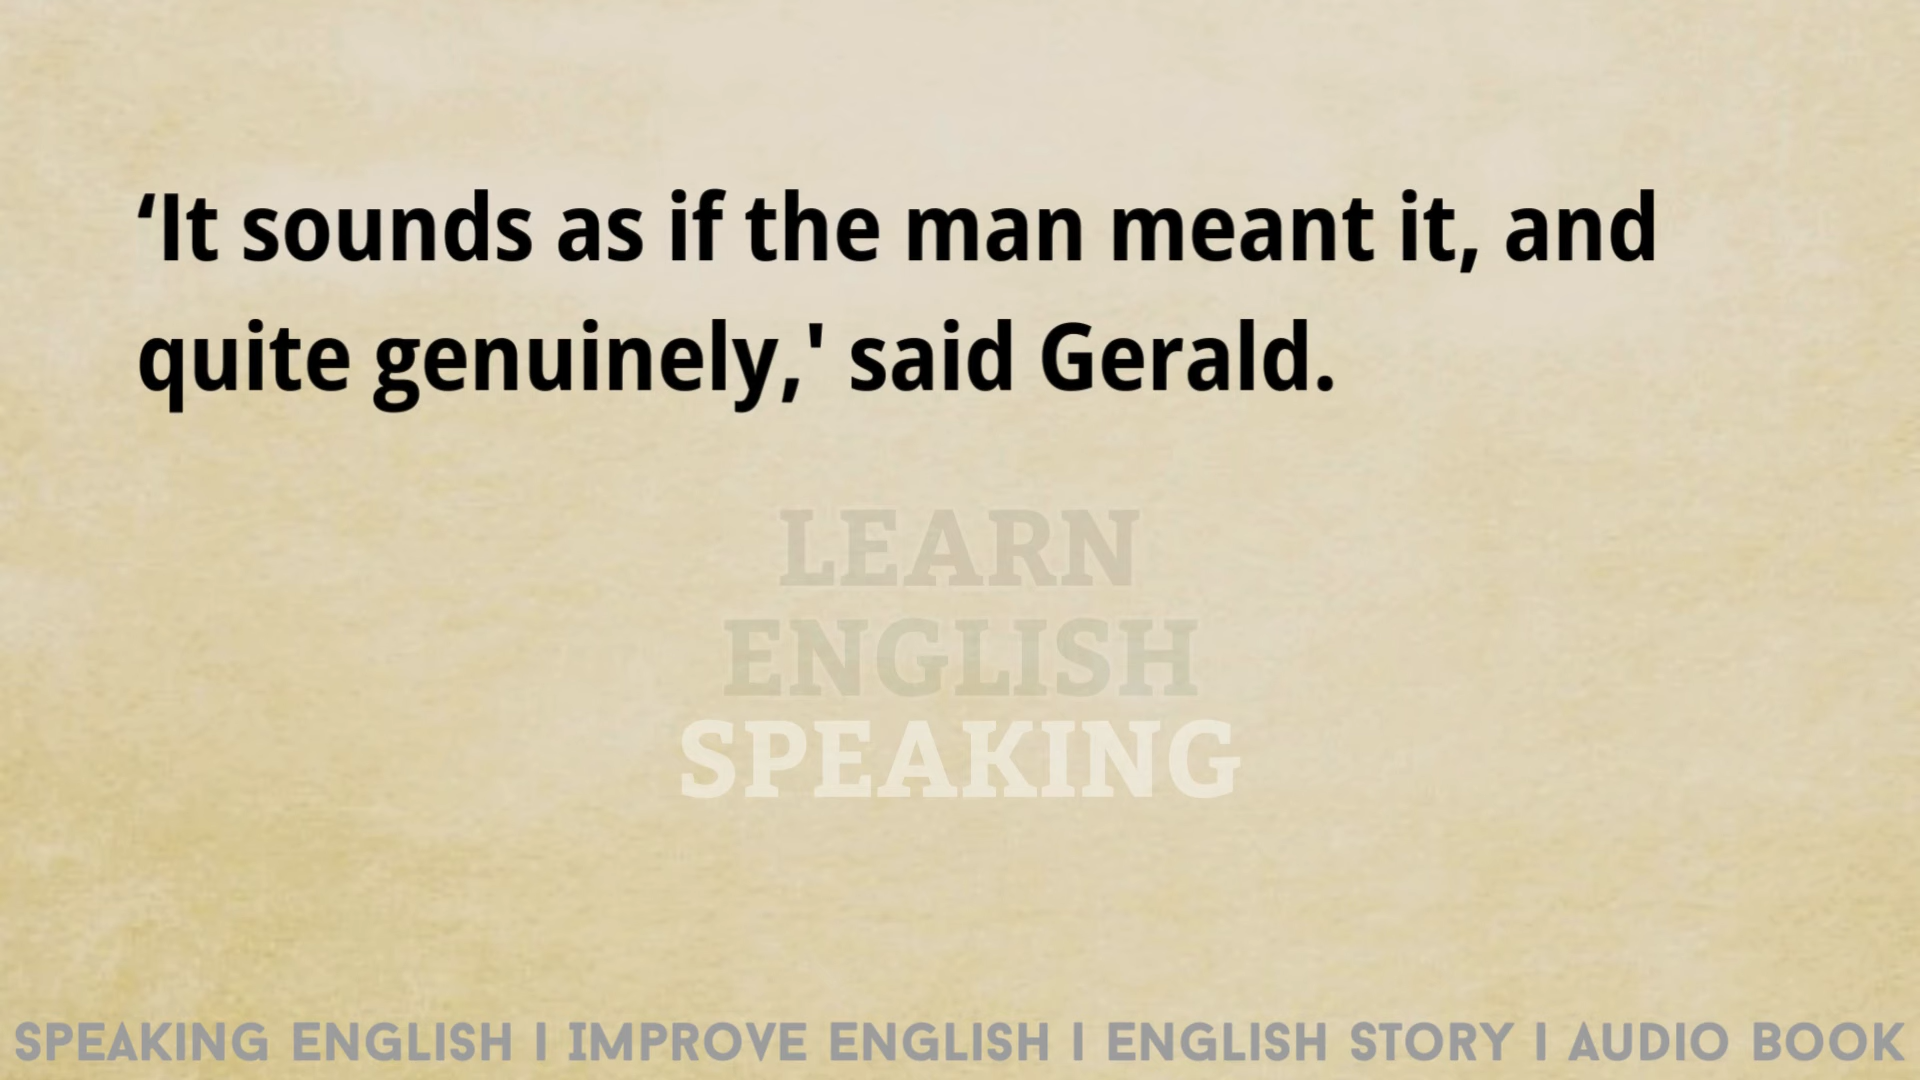 ‘It sounds as if the man meant it, and
quite genuinely,' said Gerald.
LEARN
ENGLISH
SPEAKING
SPEAKING ENGLISH I IMPROVE ENGLISH I ENGLISH STORY I AUDIO BOOK